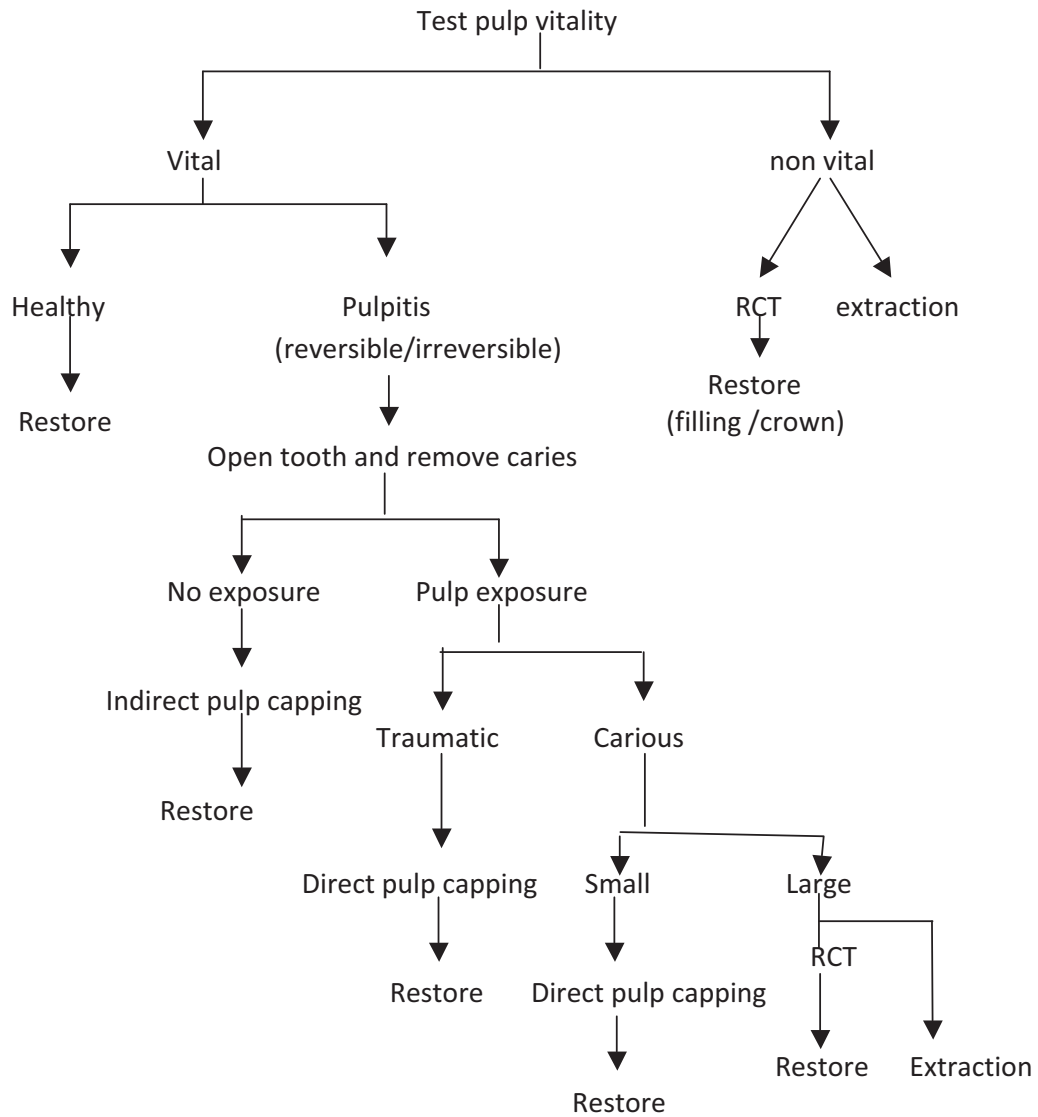 Test pulp vitality
Vital
non vital
Healthy
Pulpitis
(reversible/irreversible)
RCT
extraction
Restore
Restore
(filling /crown)
Open tooth and remove caries
No exposure
Pulp exposure
Indirect pulp capping
Traumatic
Carious
Restore
Direct pulp capping
Small
Large
RCT
Restore
Direct pulp capping
Restore
Extraction
Restore